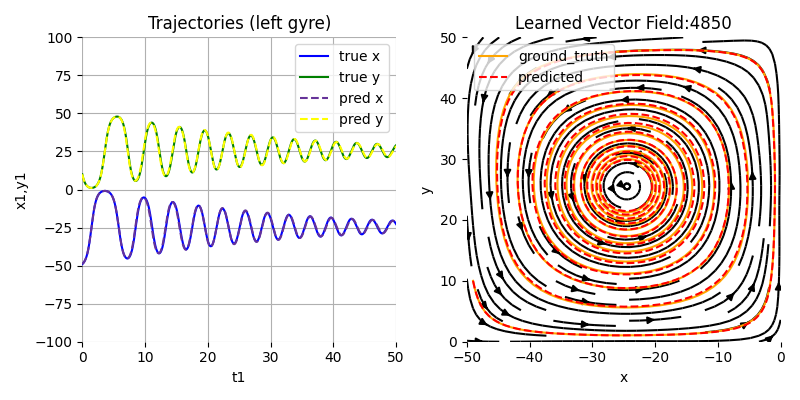 Trajectories (left gyre)
100
75
50
25
0
−25
−50
−75
−100
x1,y1
0
10
20
30
40
50
t1
true x
true y
pred x
pred y
Learned Vector Field:4850
50
40
30
20
10
0
y
−50
−40
−30
−20
−10
0
x
ground_truth
predicted